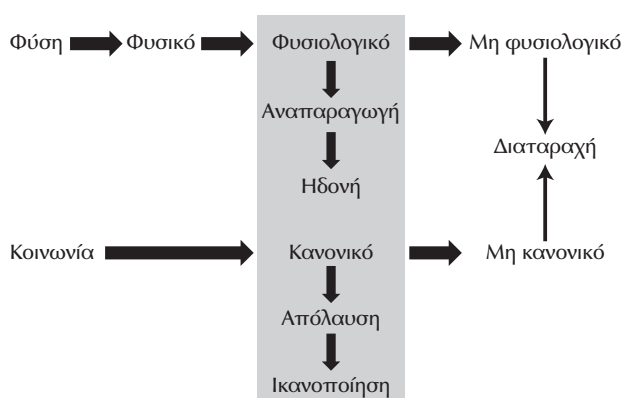 Φύση Φυσικό Φυσιολογικό Μη φυσιολογικό
Αναπαραγωγή
Διαταραχή
Ηδονή
Κοινωνία Κανονικό Μη κανονικό
Απόλαυση
Ικανοποίηση